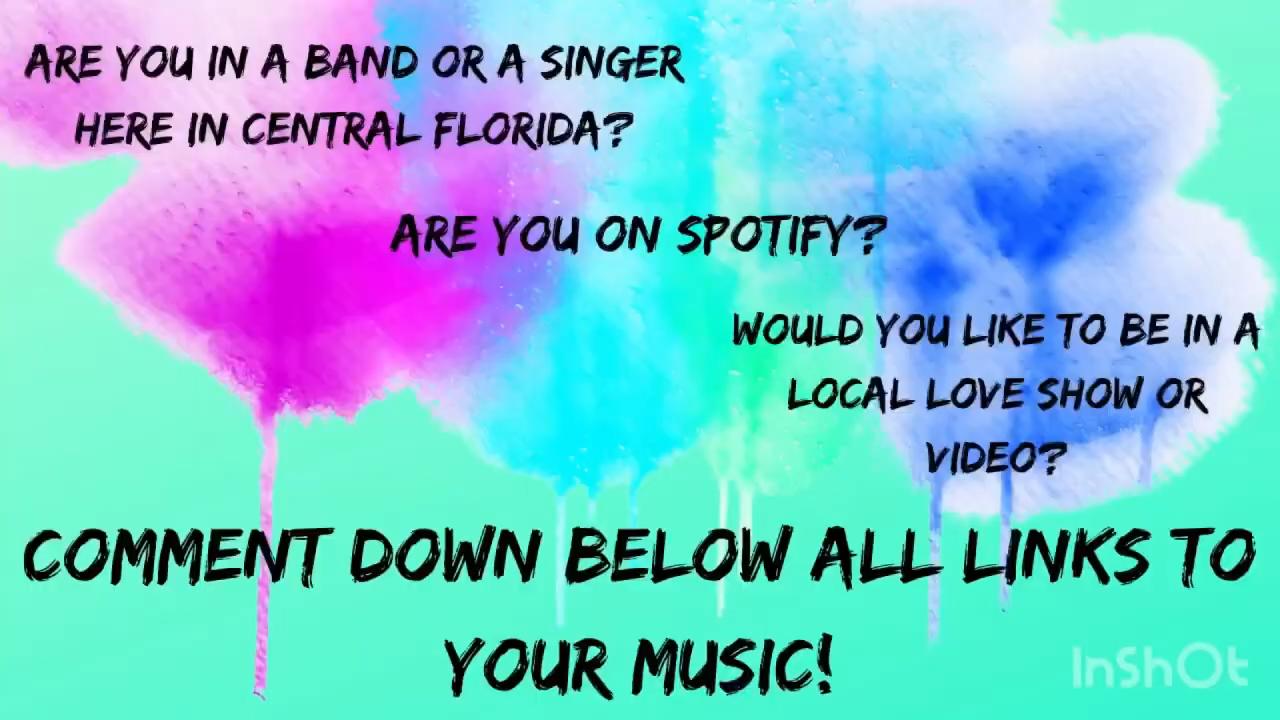 ARE YOU IN A BAND OR A SINGER
HERE IN CENTRAL FLORIDA?
ARE YOU ON SPOTIFY?
WOULD YOU LIKE TO BE IN A
LOCAL LOVE SHOW OR
VIDEO?
COMMENT DOWN BELOW ALL LINKS TO
YOUR MUSIC!
InShOt